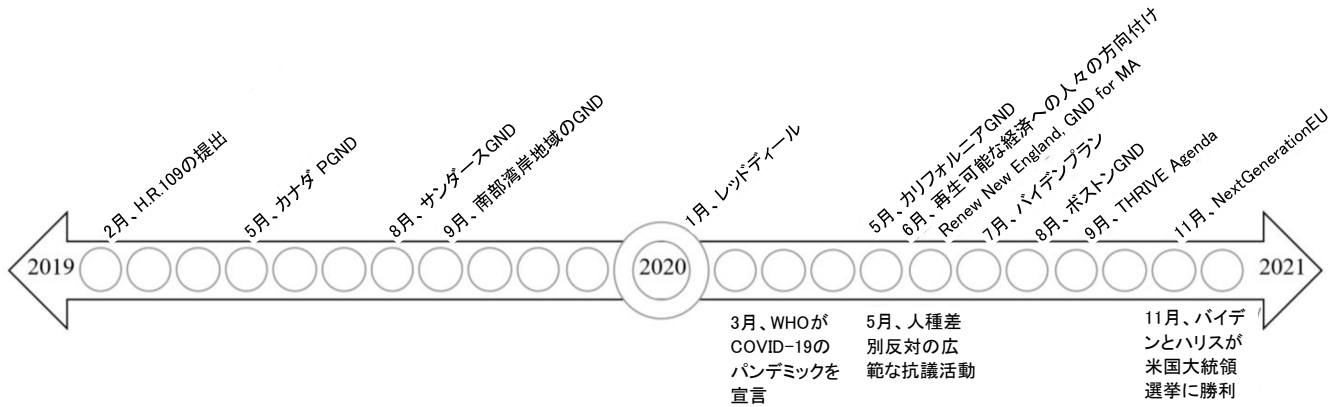 2月、H.R.109の提出
5月、カナダ PGND
8月、サンダースGND
9月、南部湾岸地域のGND
1月、レッドディール
5月、カリフォルニアGND
6月、再生可能な経済への人々の方向付け
Renew New England, GND for MA
7月、バイデンプラン
8月、ボストンGND
9月、THRIVE Agenda
11月、NextGenerationEU
2019
2020
2021
3月、WHOが
COVID-19の
パンデミックを
宣言
5月、人種差
別反対の広
範な抗議活動
11月、バイデ
ンとハリスが
米国大統領
選挙に勝利